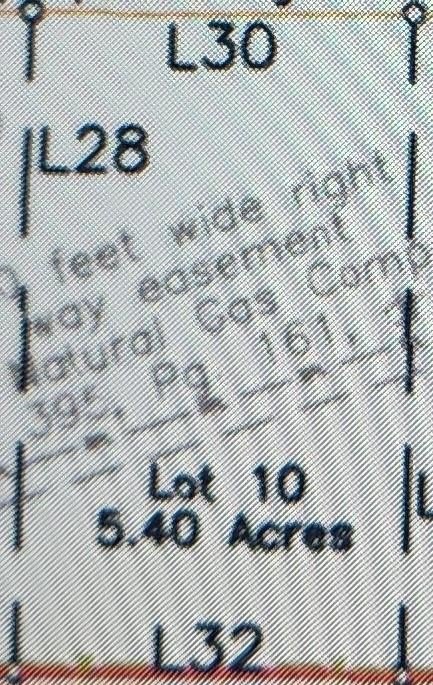 L30
L28
feet wide right
way easement
Natural Gas Comp
395, Pg. 161,
Lot 10
5.40 Acres
L32